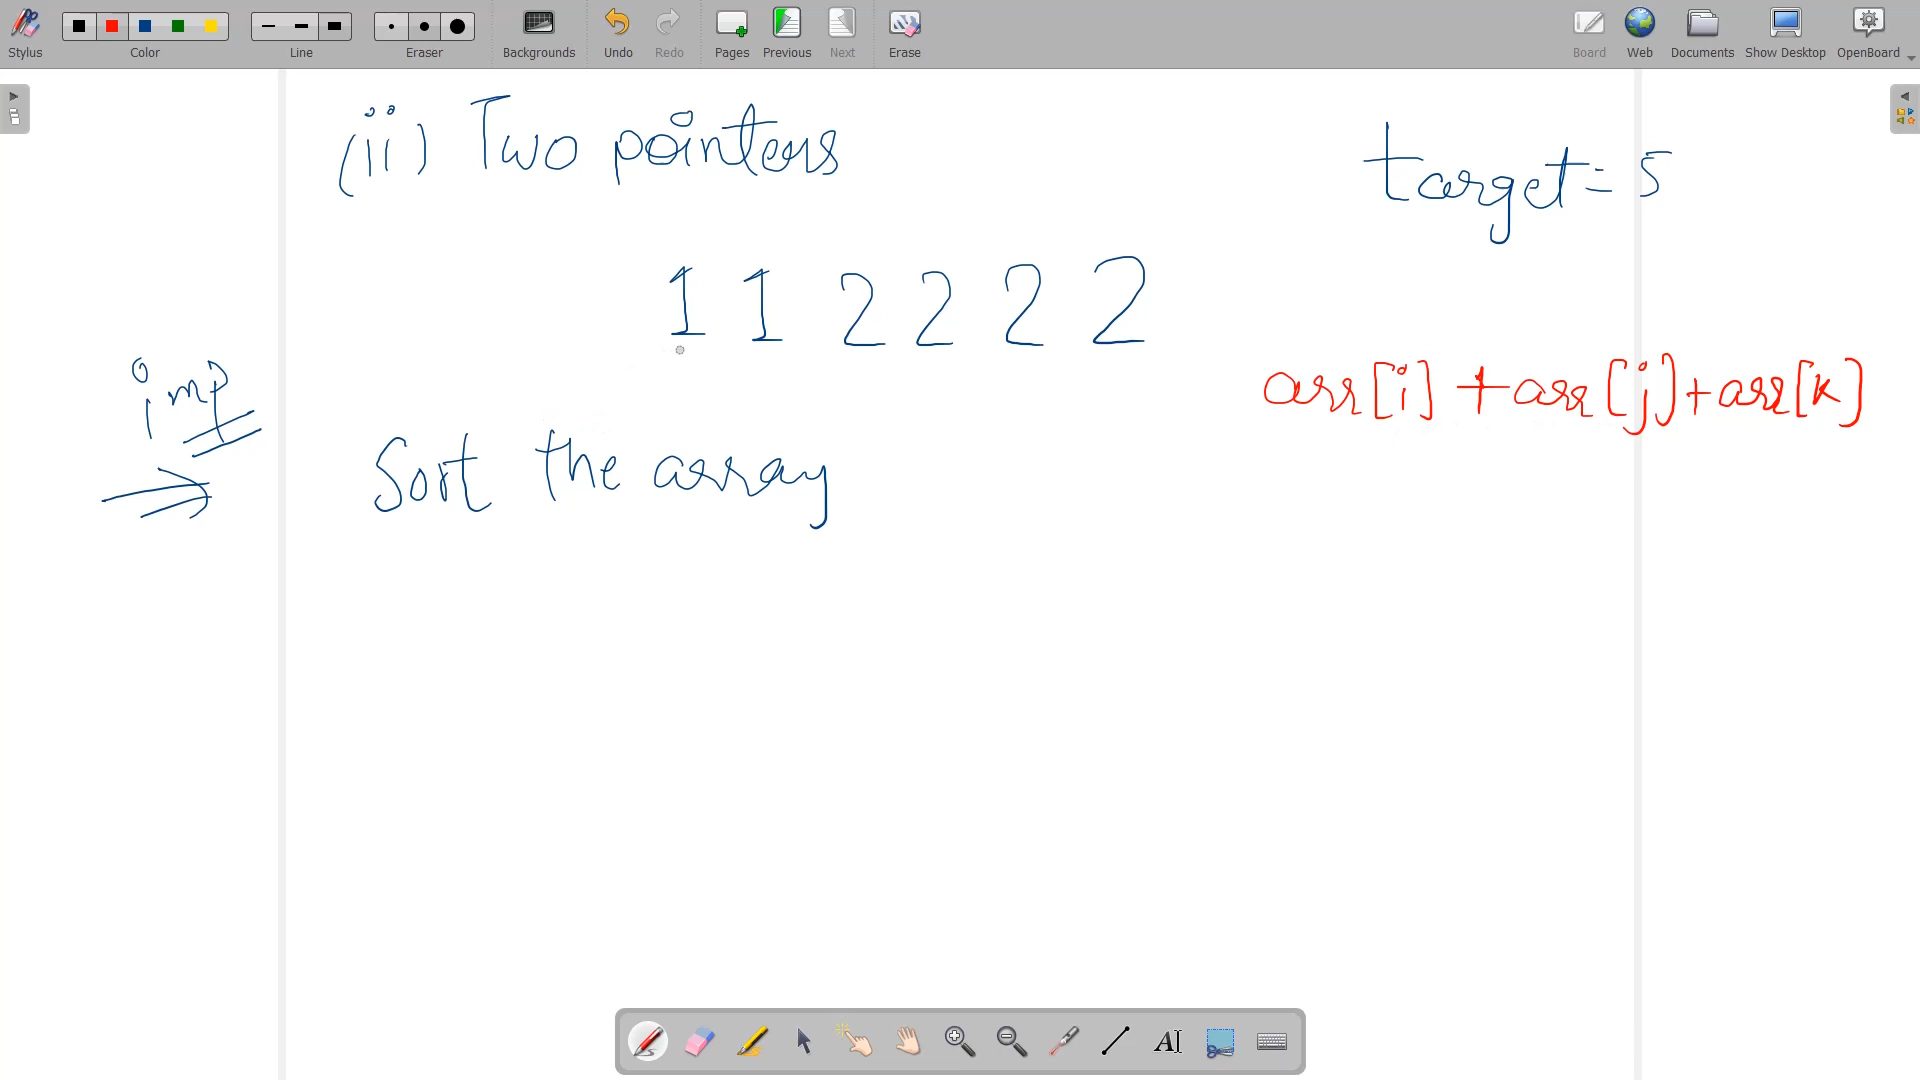 Stylus Color Line Eraser Backgrounds Undo Redo Pages Previous Next Erase Board Web Documents Show Desktop OpenBoard
(ii) Two pointers
target = 5
1 1 2 2 2 2
imp
arr[i] + arr[j] + arr[k]
Sort the array